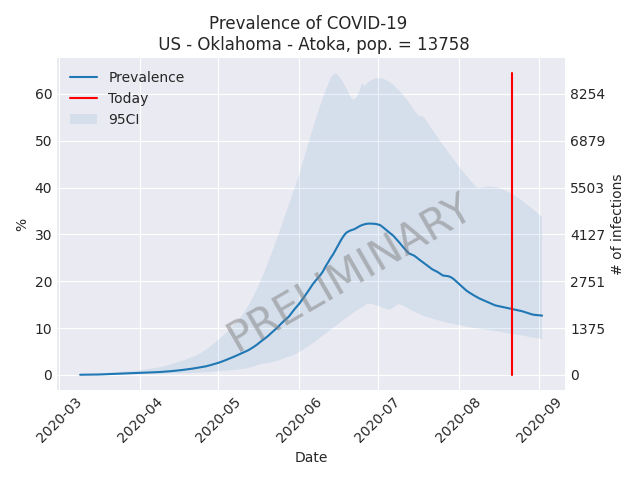 Prevalence of COVID-19
US - Oklahoma - Atoka, pop. = 13758
Prevalence
Today
95CI
60
50
40
30
20
10
0
%
8254
6879
5503
4127
2751
1375
0
# of infections
PRELIMINARY
2020-03
2020-04
2020-05
2020-06
2020-07
2020-08
2020-09
Date